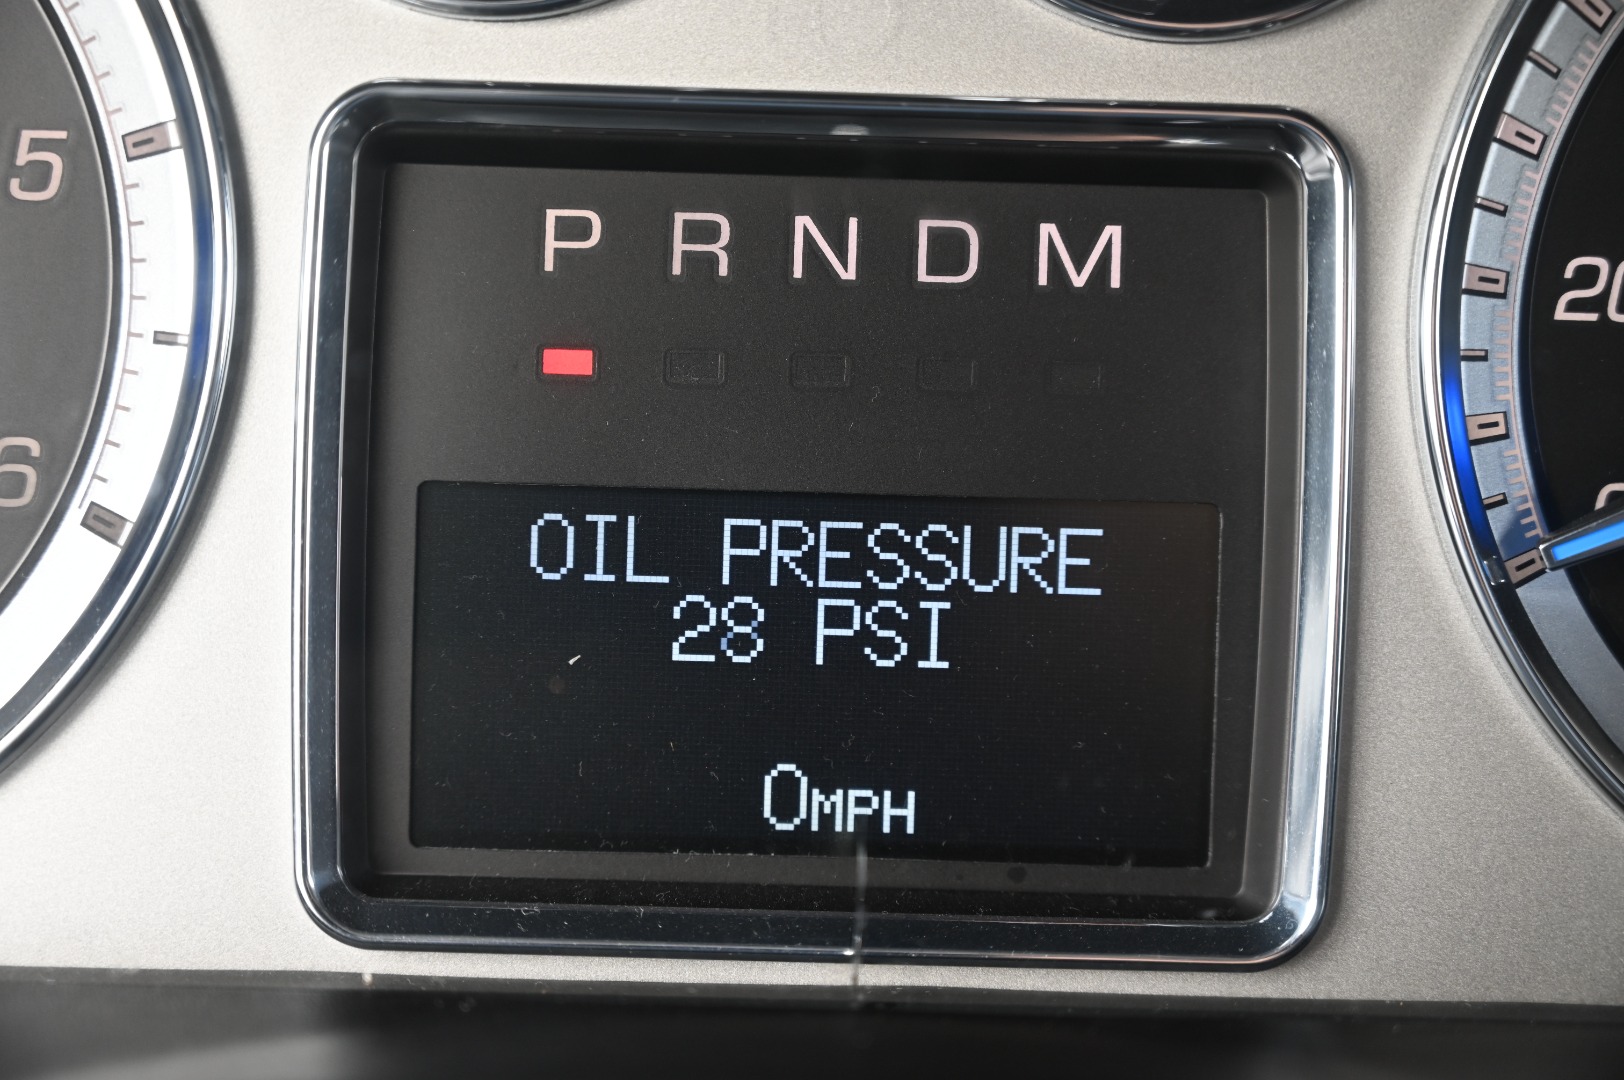 P R N D M
5
6
20
OIL PRESSURE
28 PSI
0MPH